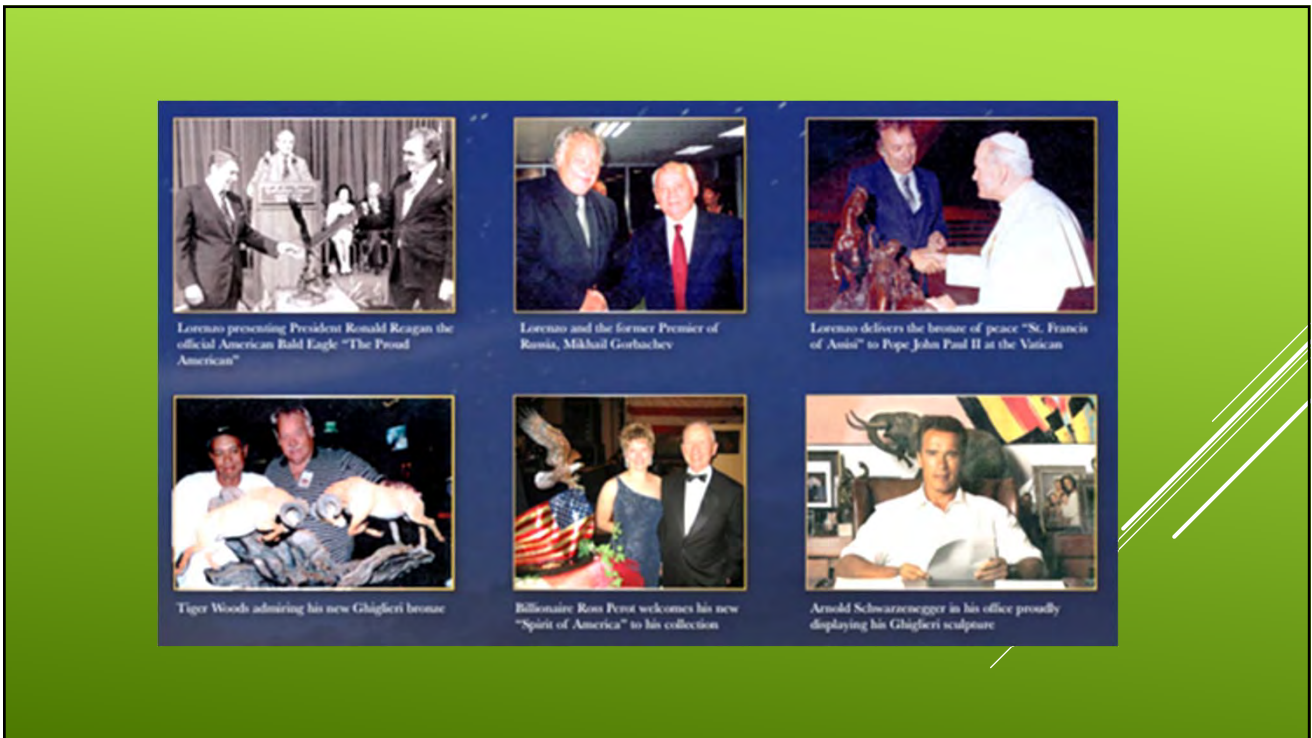 Lorenzo presenting President Ronald Reagan the
official American Bald Eagle “The Proud
American”
Lorenzo and the former Premier of
Russia, Mikhail Gorbachev
Lorenzo delivers the bronze of peace “St. Francis
of Assisi” to Pope John Paul II at the Vatican
Tiger Woods admiring his new Ghiglieri bronze
Billionaire Ross Perot welcomes his new
“Spirit of America” to his collection
Arnold Schwarzenegger in his office proudly
displaying his Ghiglieri sculpture